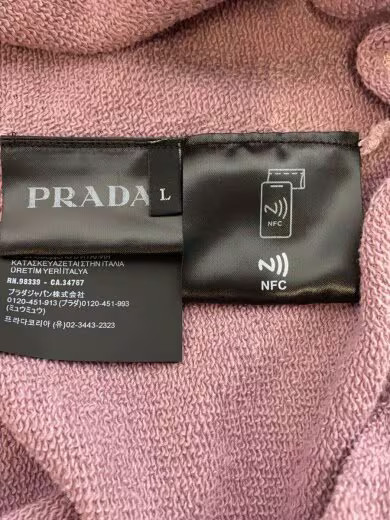 PRADA
L
ΚΑΤΑΣΚΕΥΑΖΕΤΑΙ ΣΤΗΝ ΙΤΑΛΙΑ
ÜRETİM YERİ İTALYA
RN.98339 - CA.34767
プラダジャパン株式会社
0120-451-913 (プラダ)0120-451-993
(ミュウミュウ)
프라다코리아 (유)02-3443-2323
NFC
NFC